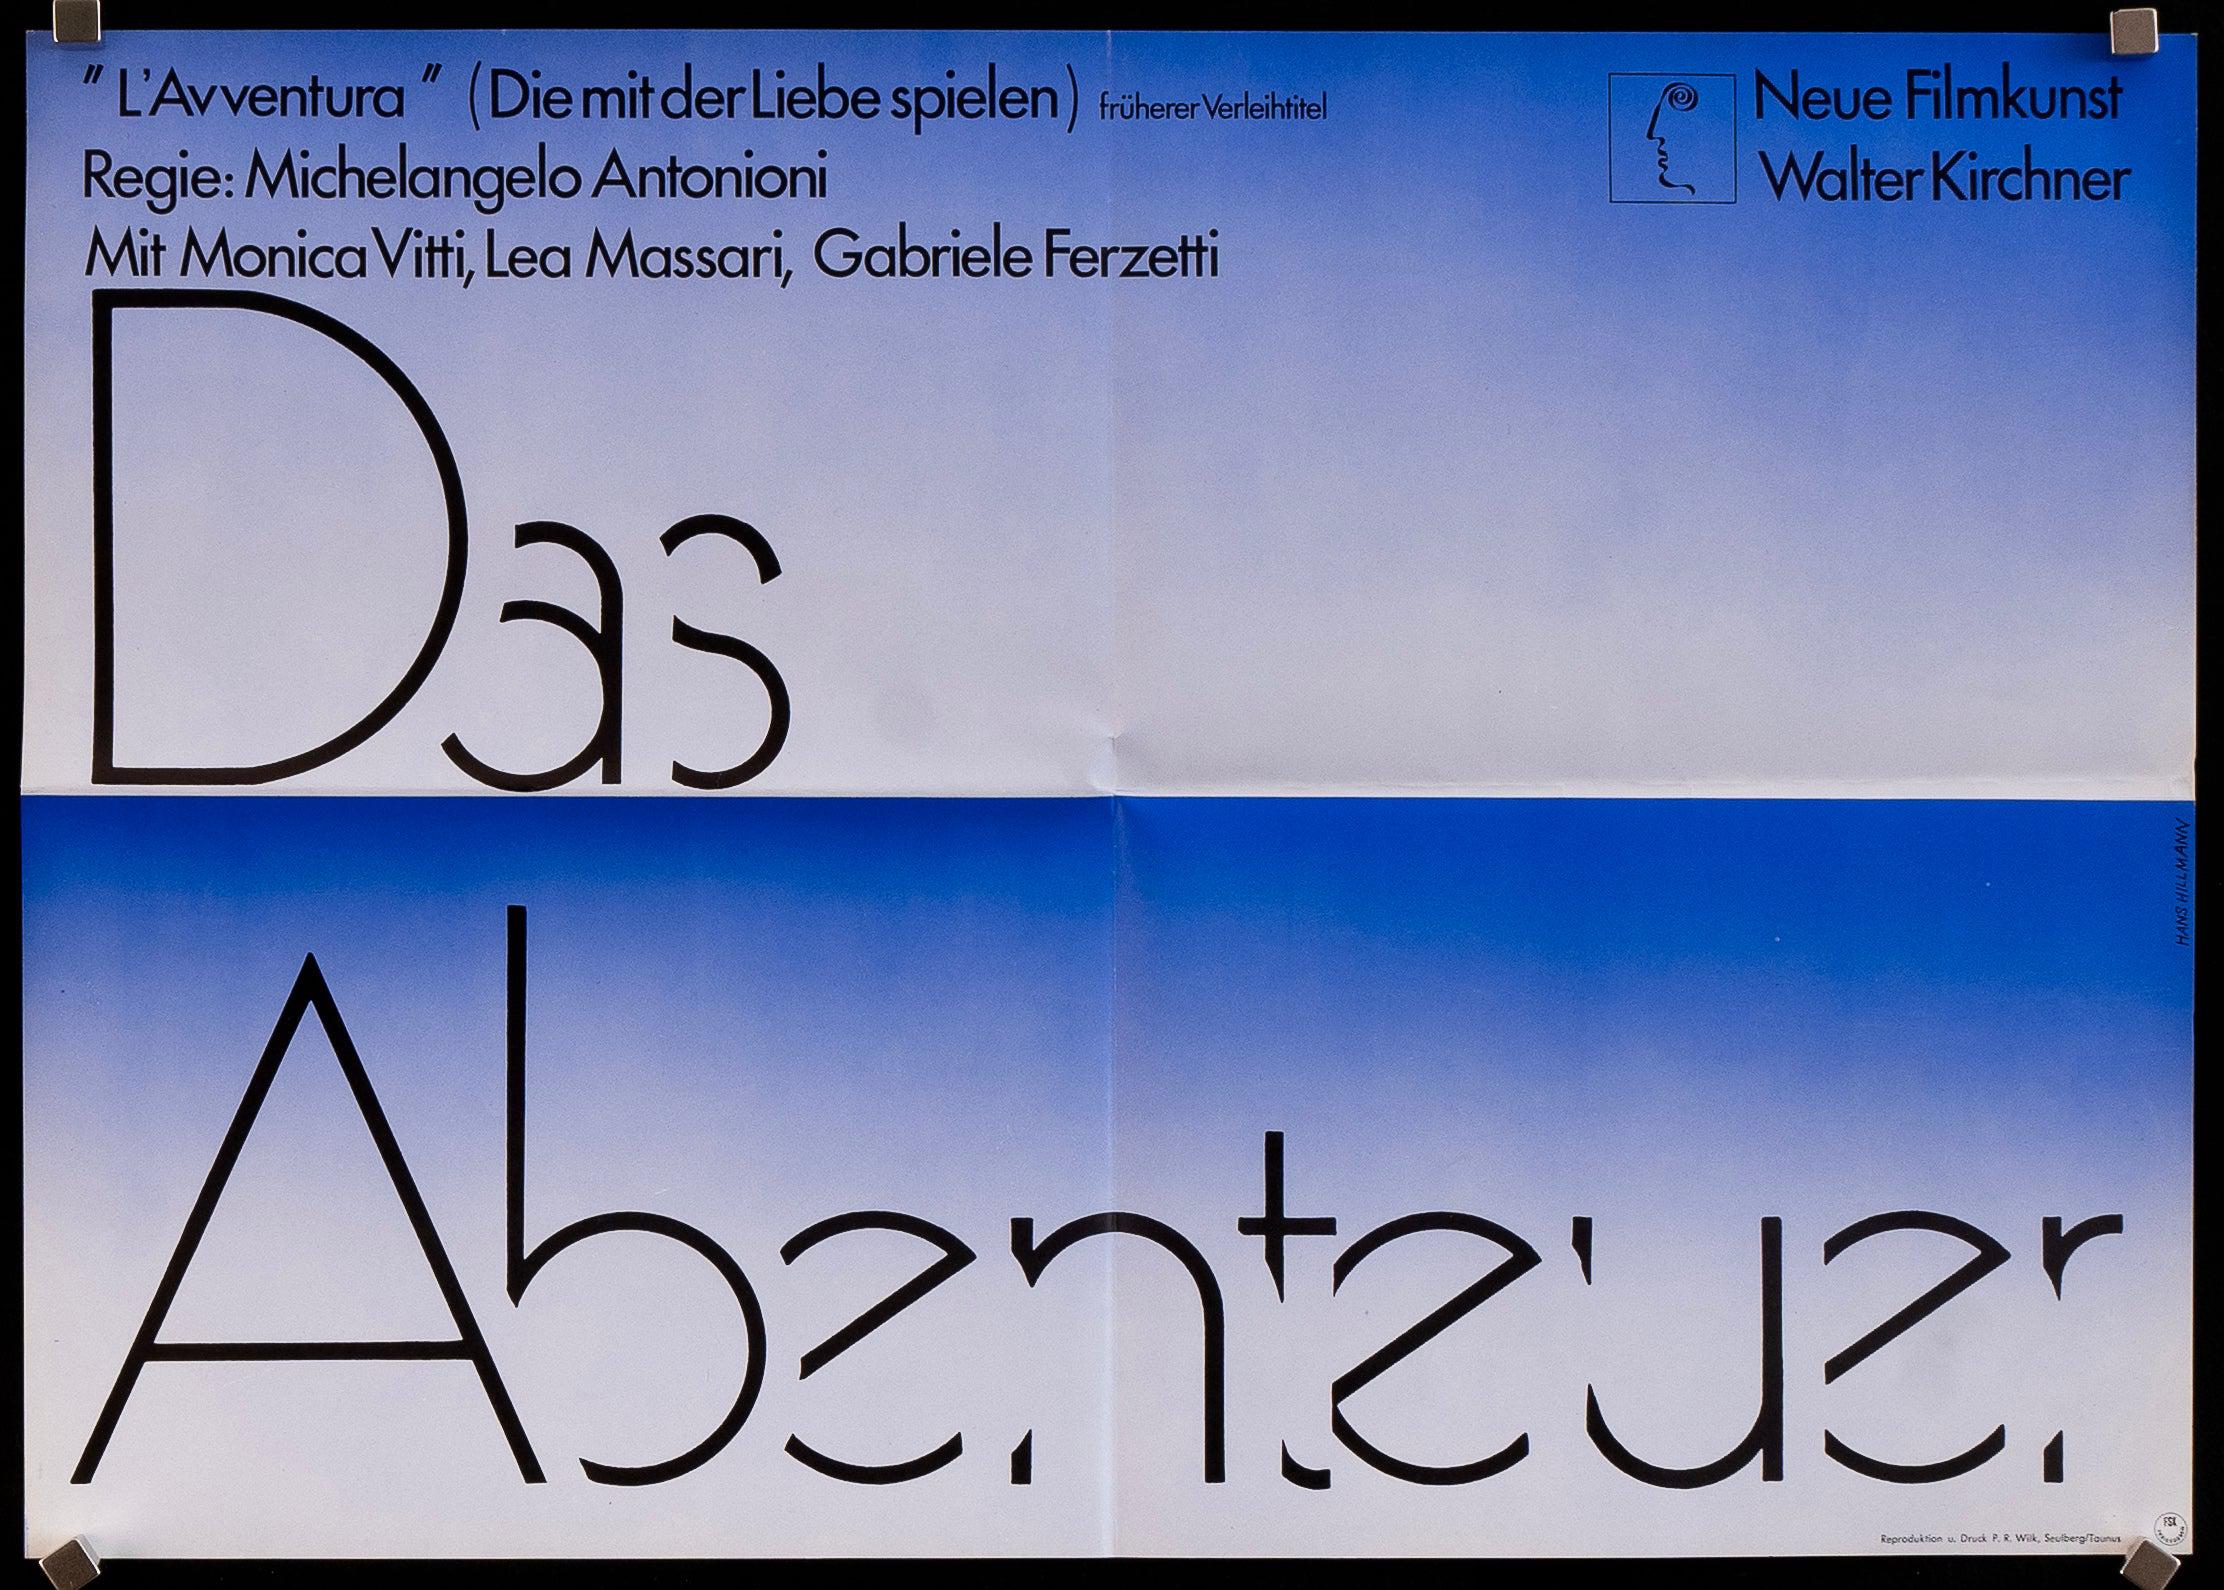 "L'Avventura" (Die mit der Liebe spielen) früherer Verleihtitel
Regie: Michelangelo Antonioni
Mit Monica Vitti, Lea Massari, Gabriele Ferzetti
Neue Filmkunst
Walter Kirchner
Das
Abenteuer
HANS HILLMANN
Reproduktion u. Druck P. R. Wilk, Seulberg/Taunus
FSK